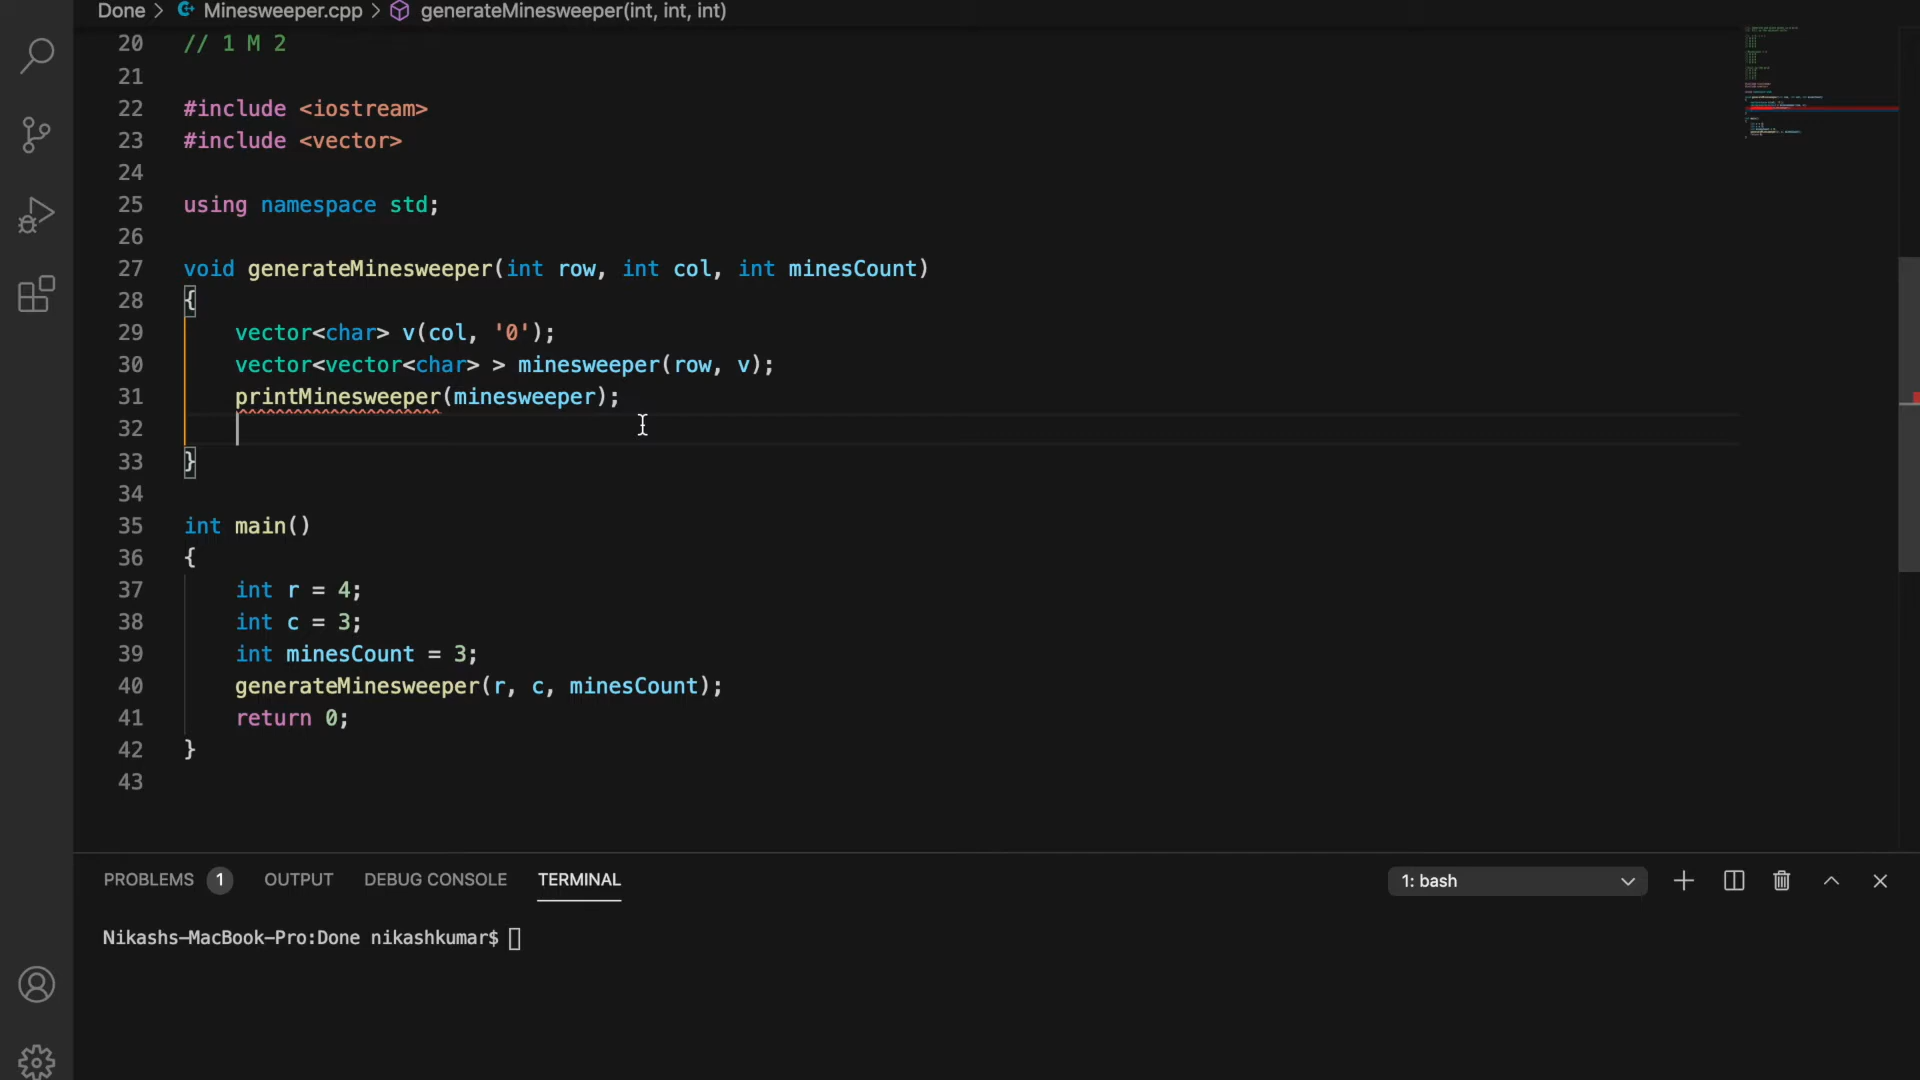 Done > Minesweeper.cpp > generateMinesweeper(int, int, int)
20 // 1 M 2
21
22 #include <iostream>
23 #include <vector>
24
25 using namespace std;
26
27 void generateMinesweeper(int row, int col, int minesCount)
28 {
29 vector<char> v(col, '0');
30 vector<vector<char> > minesweeper(row, v);
31 printMinesweeper(minesweeper);
32
33 }
34
35 int main()
36 {
37 int r = 4;
38 int c = 3;
39 int minesCount = 3;
40 generateMinesweeper(r, c, minesCount);
41 return 0;
42 }
43
PROBLEMS 1 OUTPUT DEBUG CONSOLE TERMINAL 1: bash
Nikashs-MacBook-Pro:Done nikashkumar$